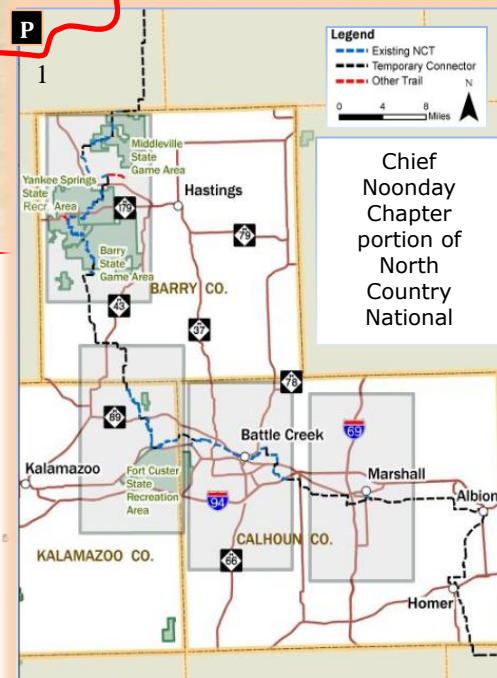 P
1
Legend
Existing NCT
Temporary Connector
Other Trail
0 4 8
Miles
N
Chief
Noonday
Chapter
portion of
North
Country
National
Middleville
State
Game Area
Yankee Springs
State
Recr. Area
Hastings
179
79
Barry
State
Game Area
BARRY CO.
43
37
78
89
69
Battle Creek
Kalamazoo
Fort Custer
State
Recreation
Area
94
Marshall
Albion
KALAMAZOO CO.
CALHOUN CO.
66
Homer